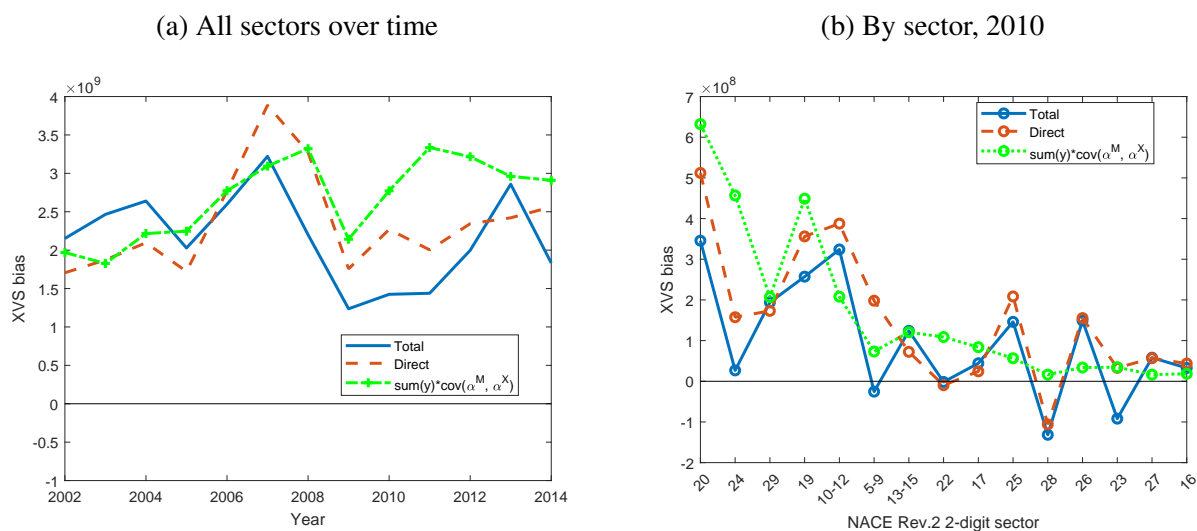 (a) All sectors over time
(b) By sector, 2010
×10⁹
4
3.5
3
2.5
2
1.5
1
0.5
0
-0.5
-1
XVS bias
2002 2004 2006 2008 2010 2012 2014
Year
Total
Direct
sum(y)*cov(αᴹ, αˣ)
×10⁸
7
6
5
4
3
2
1
0
-1
-2
XVS bias
20 24 29 19 10-12 5-9 13-15 22 17 25 28 26 23 27 16
NACE Rev.2 2-digit sector
Total
Direct
sum(y)*cov(αᴹ, αˣ)